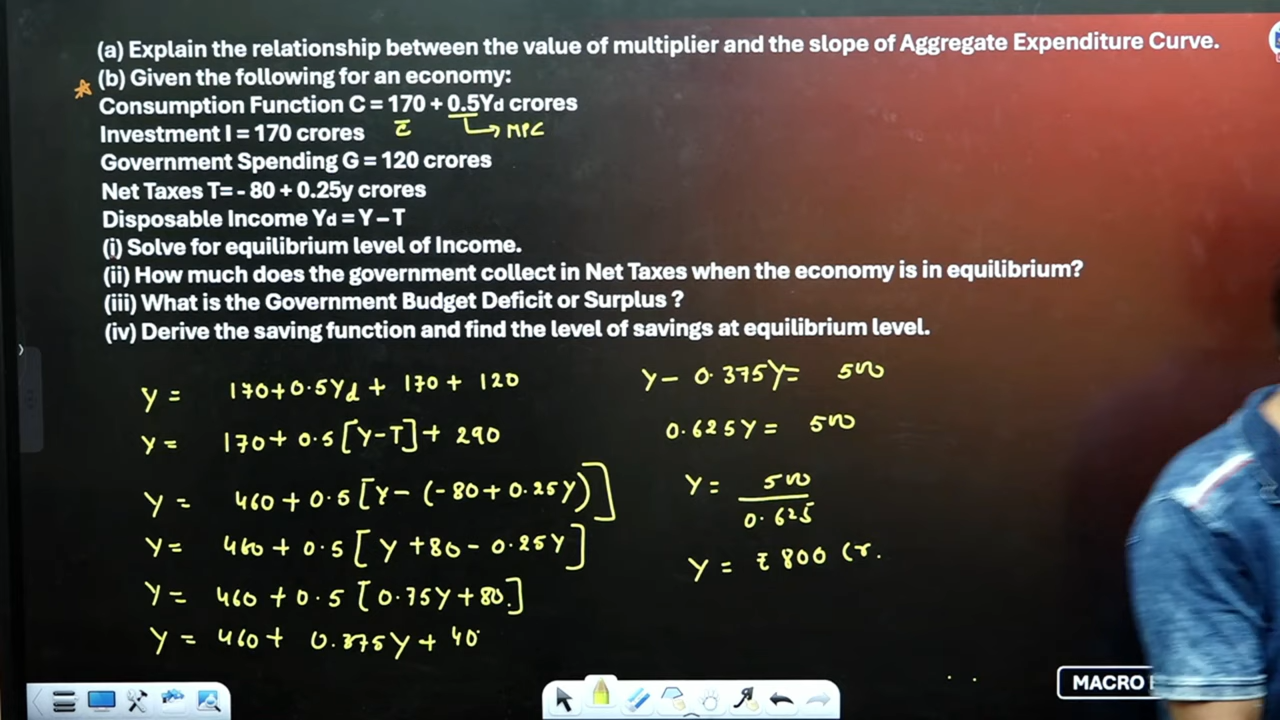 (a) Explain the relationship between the value of multiplier and the slope of Aggregate Expenditure Curve.
(b) Given the following for an economy:
Consumption Function C = 170 + 0.5Yd crores
Investment I = 170 crores
c̄ → MPC
Government Spending G = 120 crores
Net Taxes T= - 80 + 0.25y crores
Disposable Income Yd = Y – T
(i) Solve for equilibrium level of Income.
(ii) How much does the government collect in Net Taxes when the economy is in equilibrium?
(iii) What is the Government Budget Deficit or Surplus ?
(iv) Derive the saving function and find the level of savings at equilibrium level.
Y = 170+0.5Yd + 170 + 120
Y = 170+ 0.5[Y-T]+ 290
Y = 460+0.5[Y-(-80+0.25Y)]
Y= 460+ 0.5[Y+80-0.25Y]
Y= 460 +0.5[0.75Y+80]
Y = 460+ 0.375Y+ 40
Y- 0.375Y= 500
0.625Y= 500
Y= 500
0.625
Y = ₹800 Cr.
MACRO